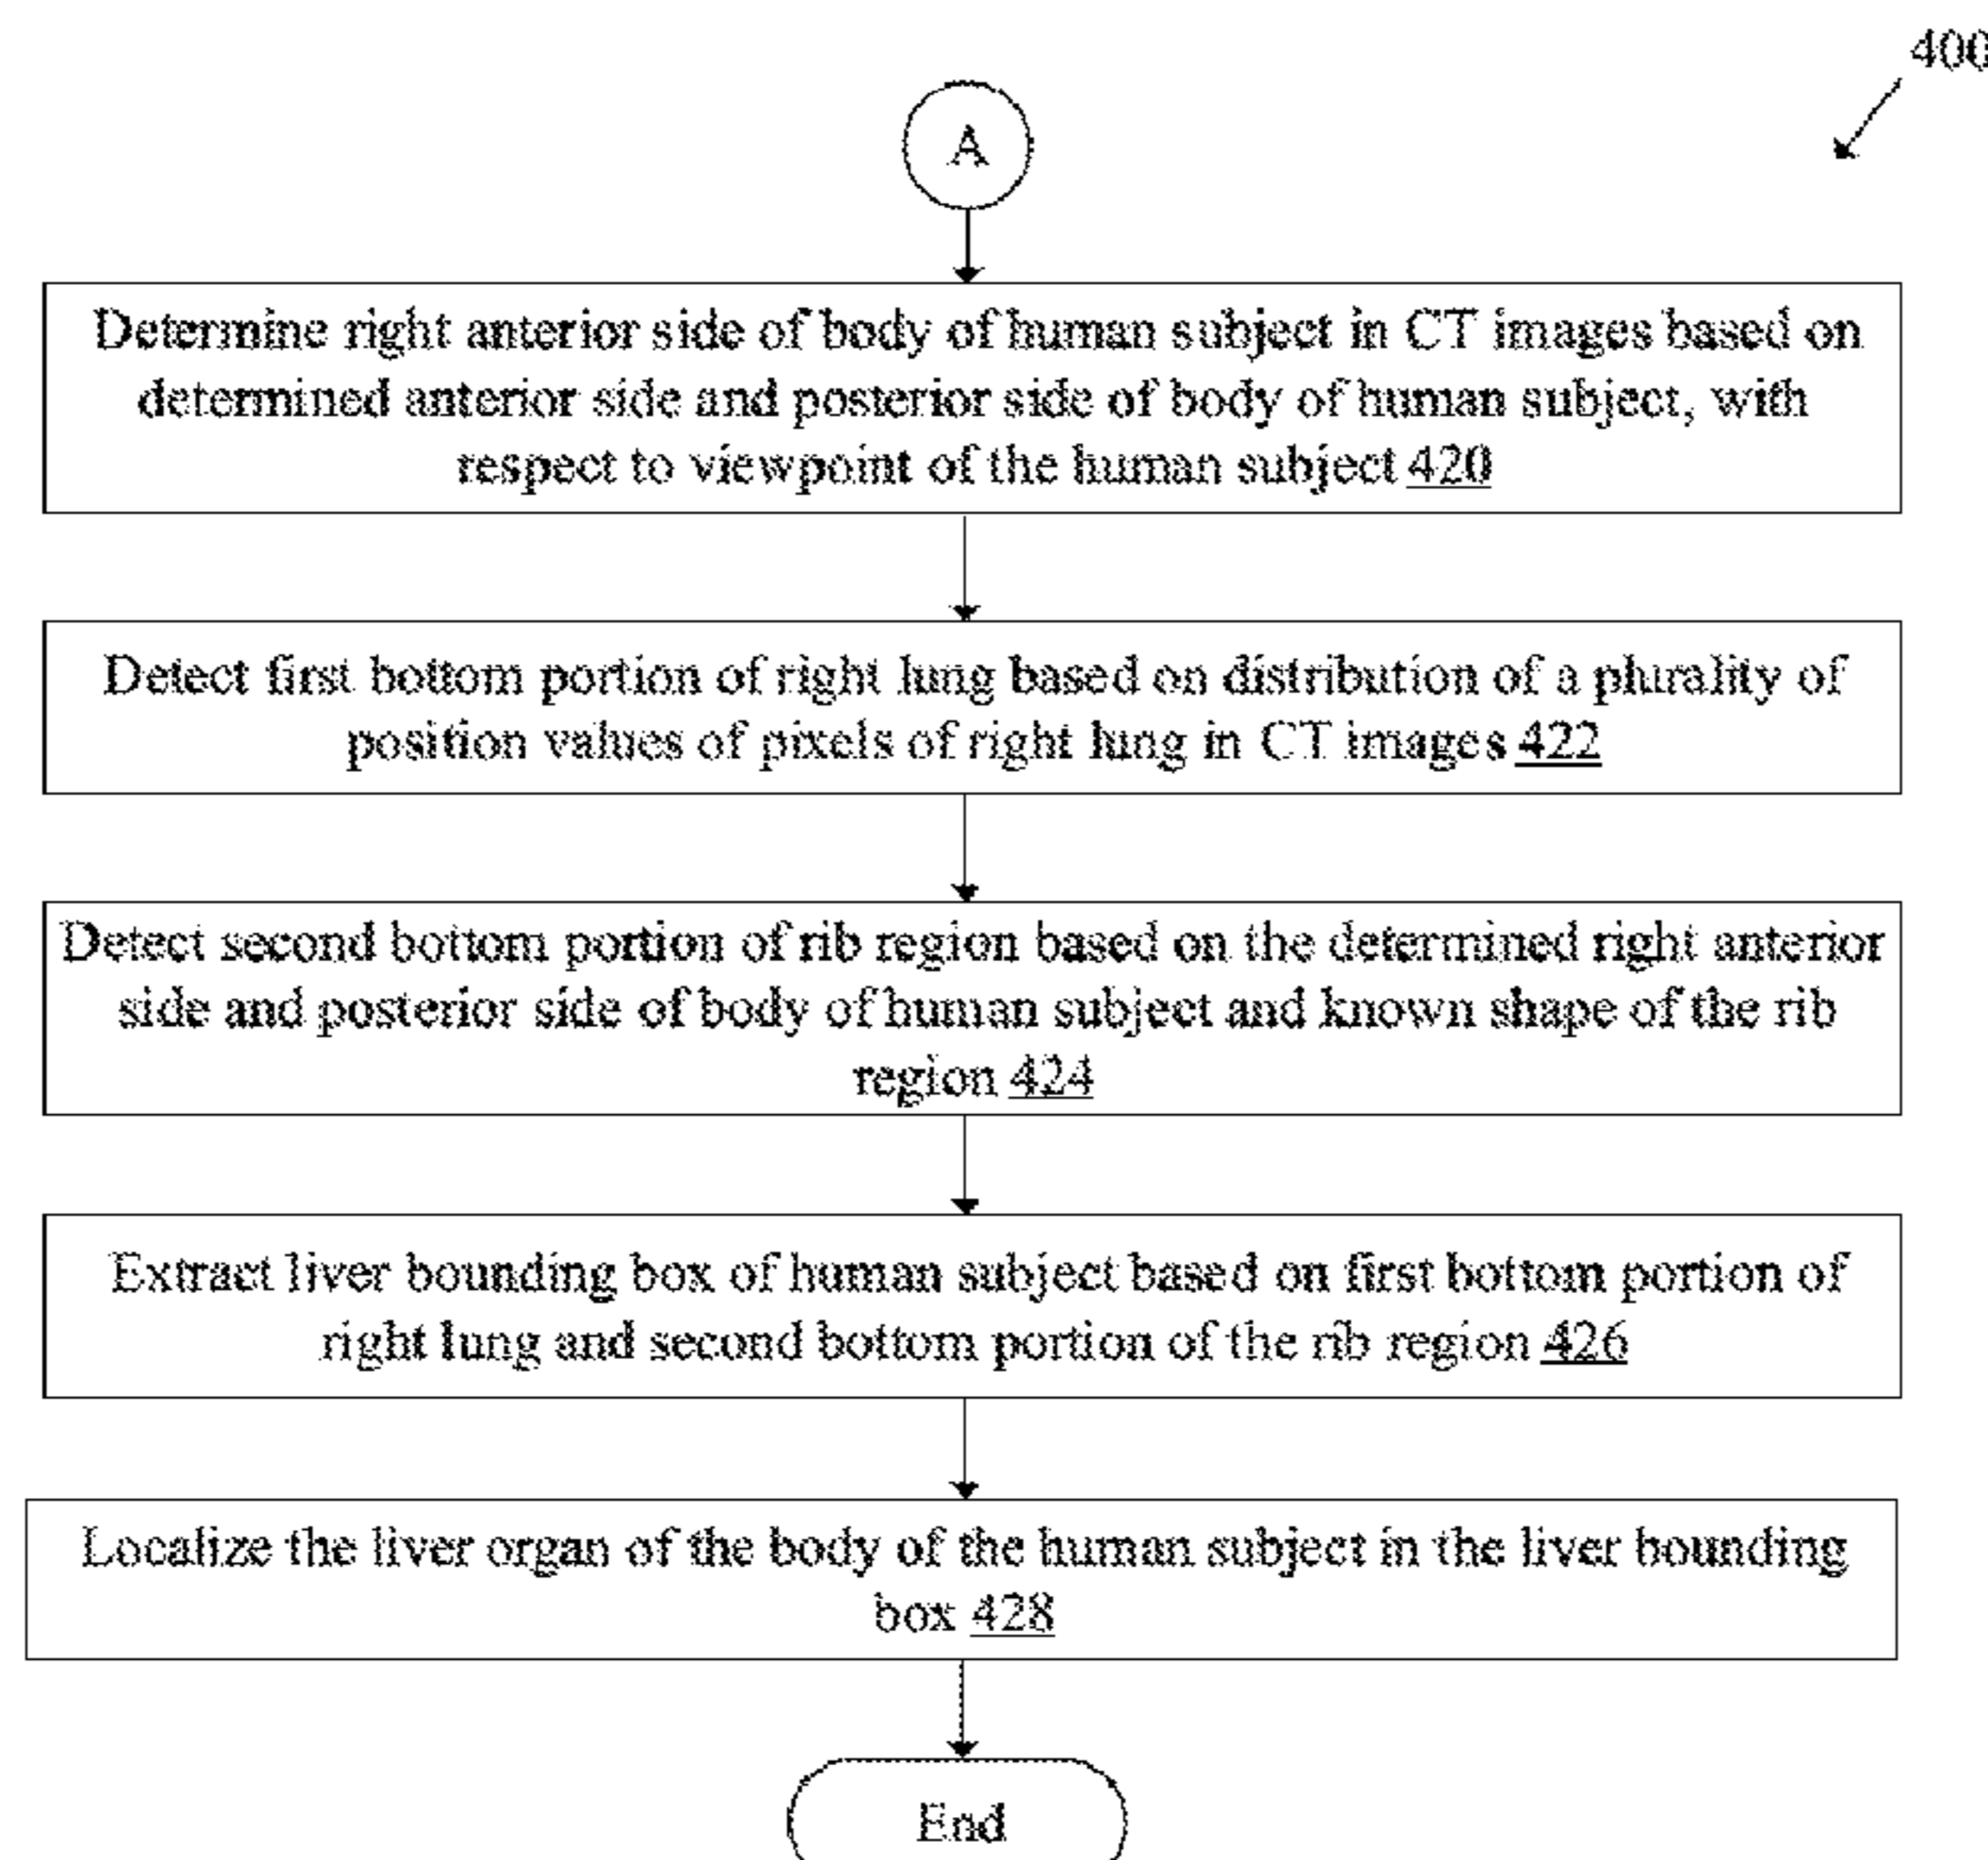 400
A
Determine right anterior side of body of human subject in CT images based on
determined anterior side and posterior side of body of human subject, with
respect to viewpoint of the human subject 420
Detect first bottom portion of right lung based on distribution of a plurality of
position values of pixels of right lung in CT images 422
Detect second bottom portion of rib region based on the determined right anterior
side and posterior side of body of human subject and known shape of the rib
region 424
Extract liver bounding box of human subject based on first bottom portion of
right lung and second bottom portion of the rib region 426
Localize the liver organ of the body of the human subject in the liver bounding
box 428
End